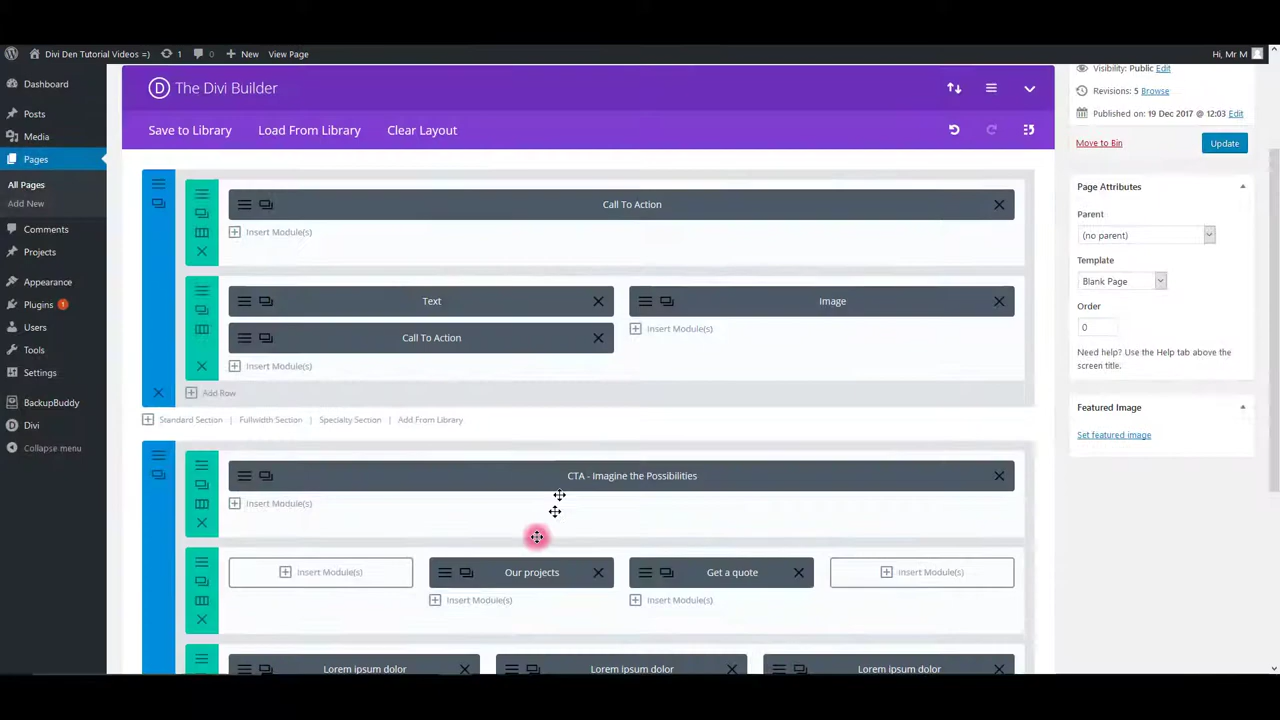 Divi Den Tutorial Videos =) 1 0 New View Page Hi, Mr M
Dashboard
Posts
Media
Pages
All Pages
Add New
Comments
Projects
Appearance
Plugins 1
Users
Tools
Settings
BackupBuddy
Divi
Collapse menu
D The Divi Builder
Save to Library Load From Library Clear Layout
Call To Action
Insert Module(s)
Text
Image
Call To Action
Insert Module(s)
Insert Module(s)
Add Row
Standard Section | Fullwidth Section | Specialty Section | Add From Library
CTA - Imagine the Possibilities
Insert Module(s)
Insert Module(s)
Our projects
Get a quote
Insert Module(s)
Insert Module(s)
Insert Module(s)
Lorem ipsum dolor
Lorem ipsum dolor
Lorem ipsum dolor
Visibility: Public Edit
Revisions: 5 Browse
Published on: 19 Dec 2017 @ 12:03 Edit
Move to Bin
Update
Page Attributes
Parent
(no parent)
Template
Blank Page
Order
0
Need help? Use the Help tab above the
screen title.
Featured Image
Set featured image